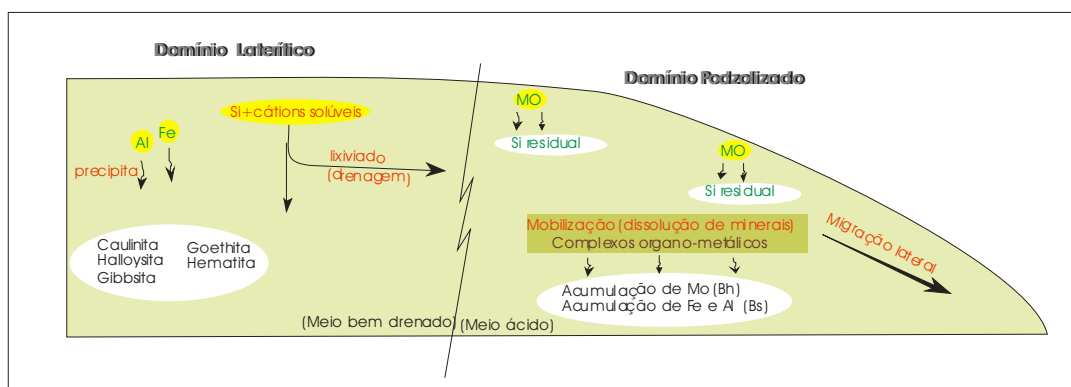 Domínio Laterítico
Domínio Podzolizado
Si+cátions solúveis
Al
Fe
precipita
lixiviado
(drenagem)
Caulinita
Halloysita
Gibbsita
Goethita
Hematita
(Meio bem drenado)
(Meio ácido)
MO
Si residual
MO
Si residual
Mobilização (dissolução de minerais)
Complexos organo-metálicos
Acumulação de Mo (Bh)
Acumulação de Fe e Al (Bs)
Migração lateral